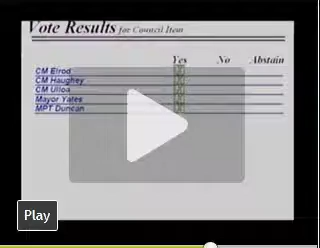 Vote Results for Council Item
Yes No Abstain
CM Elrod
CM Haughey
CM Ulloa
Mayor Yates
MPT Duncan
Play